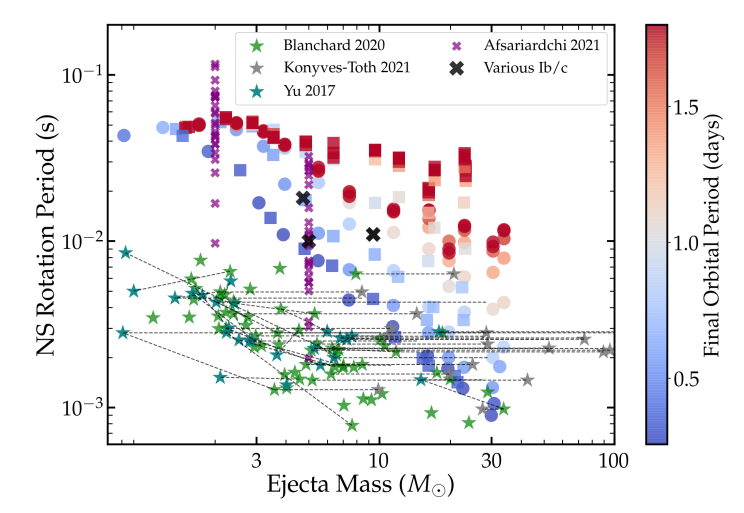 Blanchard 2020
Konyves-Toth 2021
Yu 2017
Afsariardchi 2021
Various Ib/c
NS Rotation Period (s)
10⁻¹
10⁻²
10⁻³
3
10
30
100
Ejecta Mass (M⊙)
1.5
1.0
0.5
Final Orbital Period (days)